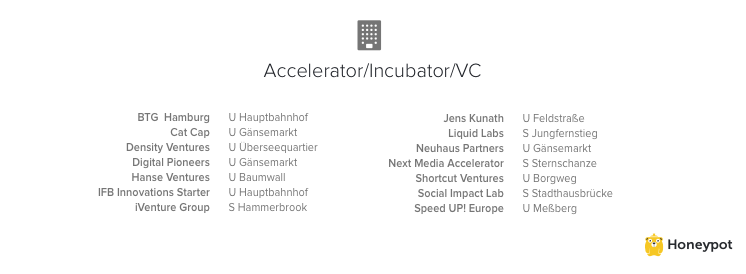 Accelerator/Incubator/VC
BTG Hamburg U Hauptbahnhof
Cat Cap U Gänsemarkt
Density Ventures U Überseequartier
Digital Pioneers U Gänsemarkt
Hanse Ventures U Baumwall
IFB Innovations Starter U Hauptbahnhof
iVenture Group S Hammerbrook
Jens Kunath U Feldstraße
Liquid Labs S Jungfernstieg
Neuhaus Partners U Gänsemarkt
Next Media Accelerator S Sternschanze
Shortcut Ventures U Borgweg
Social Impact Lab S Stadthausbrücke
Speed UP! Europe U Meßberg
Honeypot